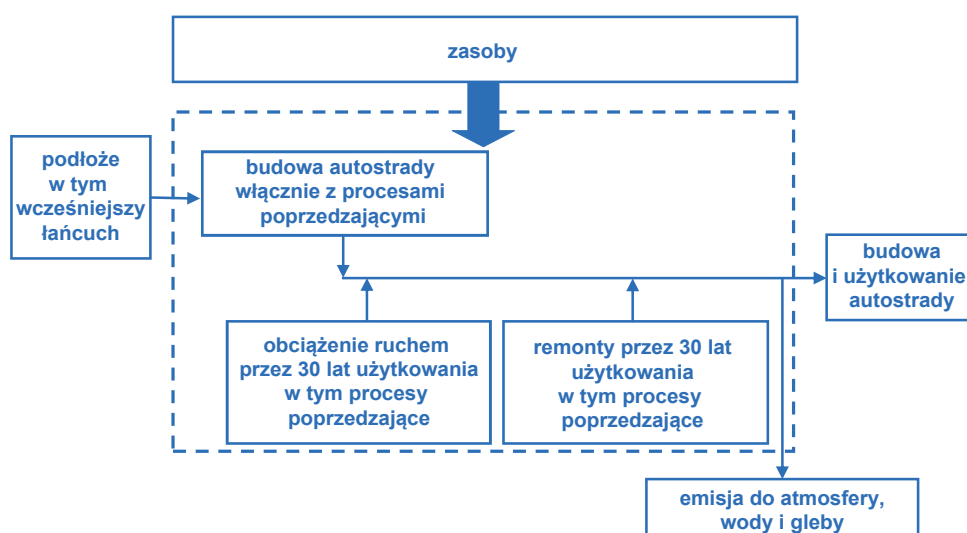 zasoby
podłoże
w tym
wcześniejszy
łańcuch
budowa autostrady
włącznie z procesami
poprzedzającymi
budowa
i użytkowanie
autostrady
obciążenie ruchem
przez 30 lat użytkowania
w tym procesy
poprzedzające
remonty przez 30 lat
użytkowania
w tym procesy
poprzedzające
emisja do atmosfery,
wody i gleby